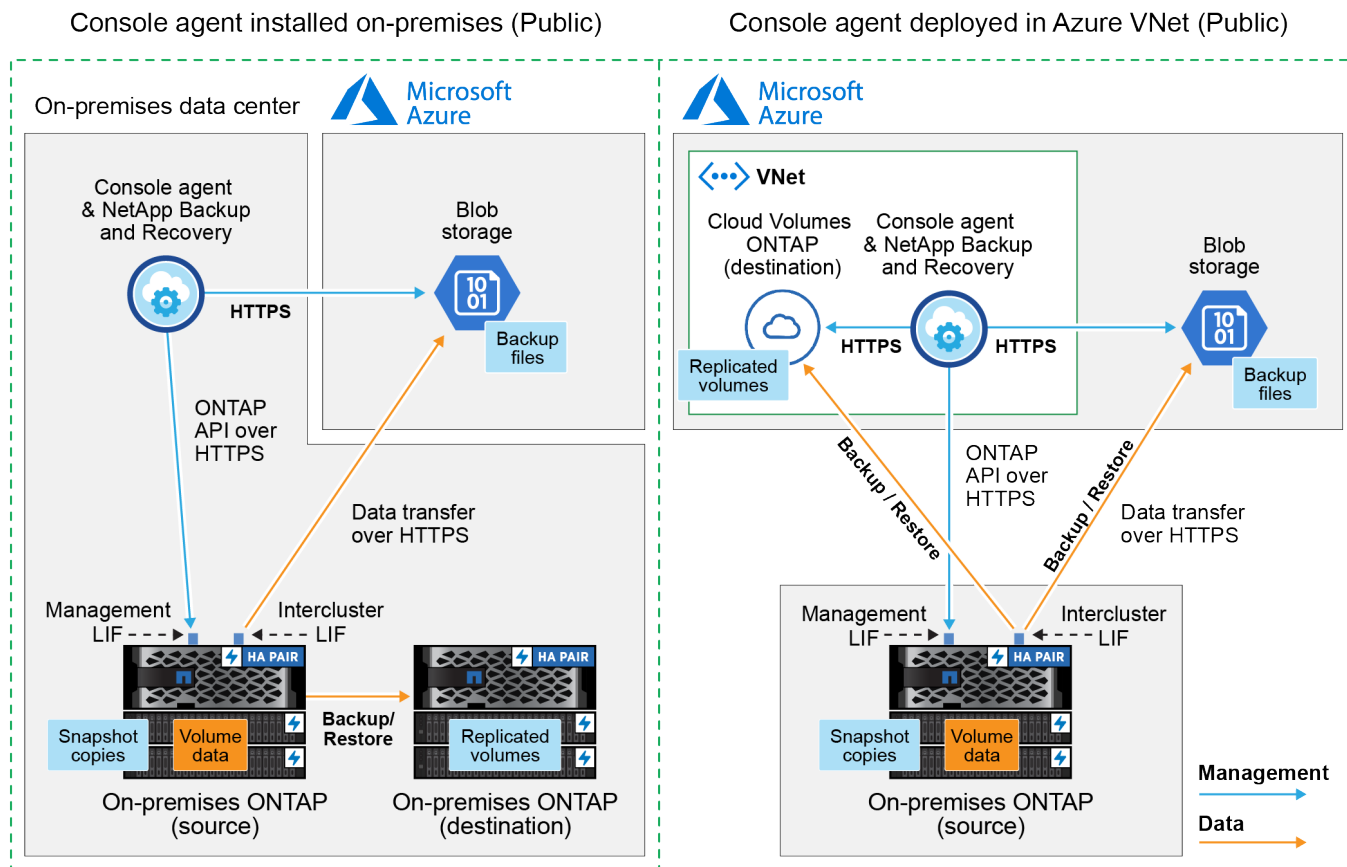 Console agent installed on-premises (Public)
On-premises data center
Microsoft
Azure
Console agent
& NetApp Backup
and Recovery
Blob
storage
10
01
HTTPS
Backup
files
ONTAP
API over
HTTPS
Data transfer
over HTTPS
Management
LIF
Intercluster
LIF
HA PAIR
HA PAIR
Snapshot
copies
Volume
data
Backup/
Restore
Replicated
volumes
On-premises ONTAP
(source)
On-premises ONTAP
(destination)
Console agent deployed in Azure VNet (Public)
Microsoft
Azure
VNet
Cloud Volumes
ONTAP
(destination)
Console agent
& NetApp Backup
and Recovery
Blob
storage
10
01
HTTPS
HTTPS
Replicated
volumes
Backup
files
Backup / Restore
ONTAP
API over
HTTPS
Backup / Restore
Data transfer
over HTTPS
Management
LIF
Intercluster
LIF
HA PAIR
Snapshot
copies
Volume
data
On-premises ONTAP
(source)
Management
Data